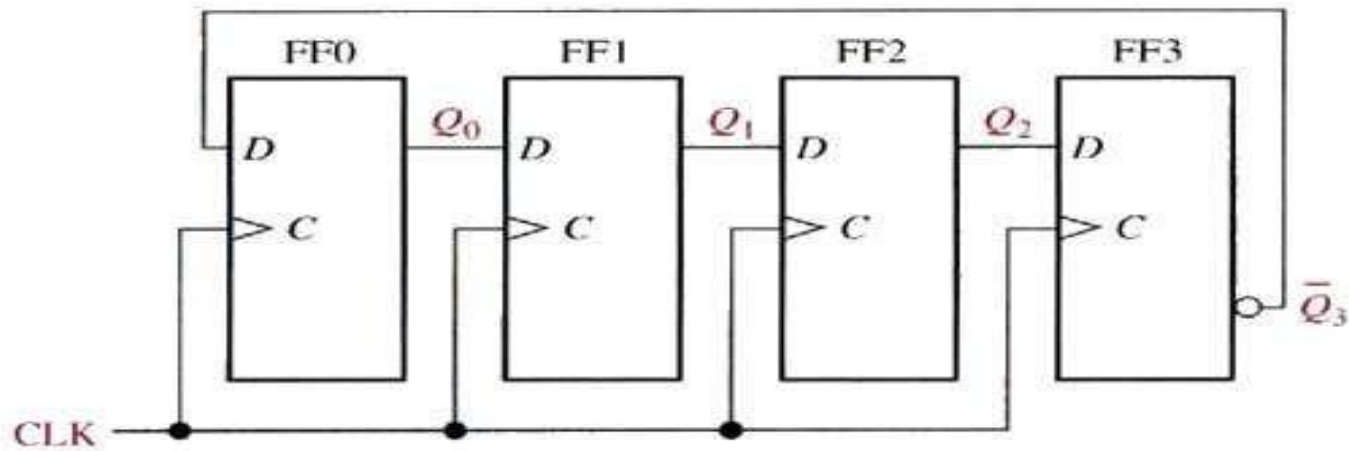 FF0 FF1 FF2 FF3
Q₀ Q₁ Q₂
D D D D
C C C C
Q̅₃
CLK